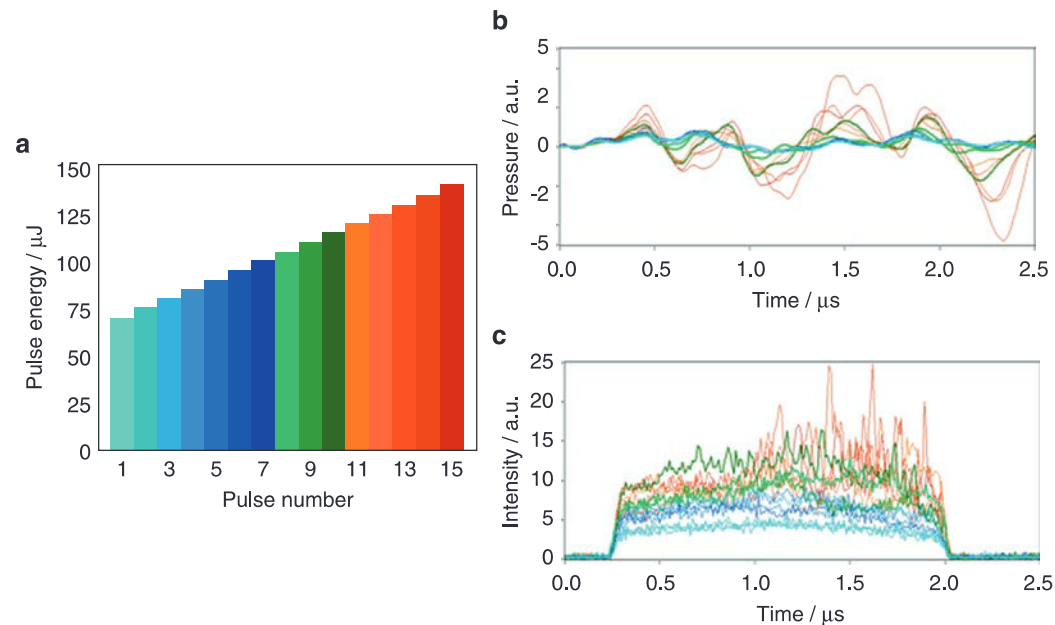 a
Pulse energy / μJ
150
125
100
75
50
25
0
1 3 5 7 9 11 13 15
Pulse number
b
Pressure / a.u.
5
2
0
-2
-5
0.0 0.5 1.0 1.5 2.0 2.5
Time / μs
c
Intensity / a.u.
25
20
15
10
5
0
0.0 0.5 1.0 1.5 2.0 2.5
Time / μs